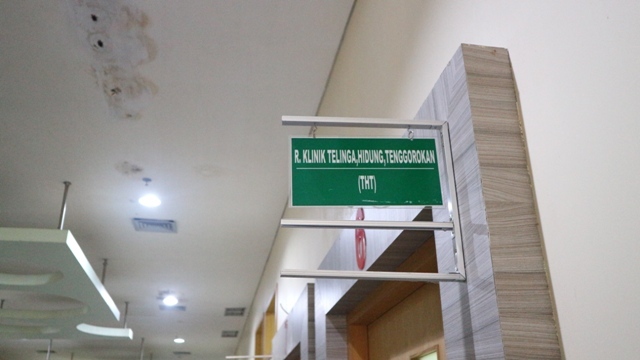 R. KLINIK TELINGA,HIDUNG,TENGGOROKAN
(THT)